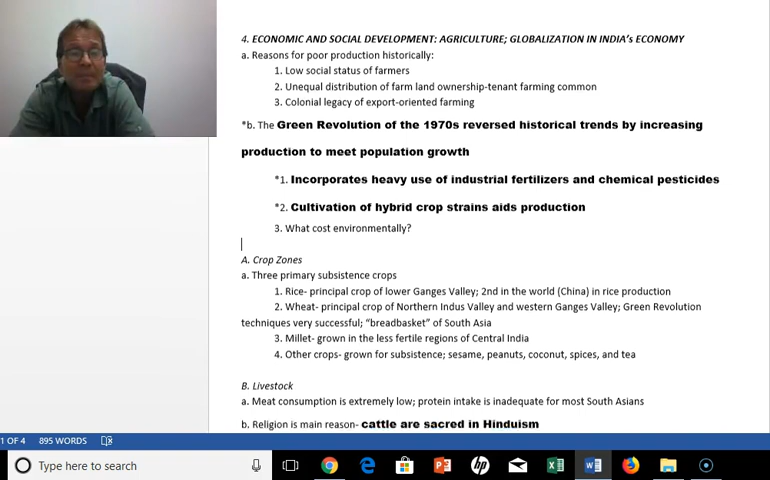 4. ECONOMIC AND SOCIAL DEVELOPMENT: AGRICULTURE; GLOBALIZATION IN INDIA's ECONOMY
a. Reasons for poor production historically:
1. Low social status of farmers
2. Unequal distribution of farm land ownership-tenant farming common
3. Colonial legacy of export-oriented farming
*b. The Green Revolution of the 1970s reversed historical trends by increasing
production to meet population growth
*1. Incorporates heavy use of industrial fertilizers and chemical pesticides
*2. Cultivation of hybrid crop strains aids production
3. What cost environmentally?
A. Crop Zones
a. Three primary subsistence crops
1. Rice- principal crop of lower Ganges Valley; 2nd in the world (China) in rice production
2. Wheat- principal crop of Northern Indus Valley and western Ganges Valley; Green Revolution
techniques very successful; “breadbasket” of South Asia
3. Millet- grown in the less fertile regions of Central India
4. Other crops- grown for subsistence; sesame, peanuts, coconut, spices, and tea
B. Livestock
a. Meat consumption is extremely low; protein intake is inadequate for most South Asians
b. Religion is main reason- cattle are sacred in Hinduism
1 OF 4 895 WORDS
Type here to search